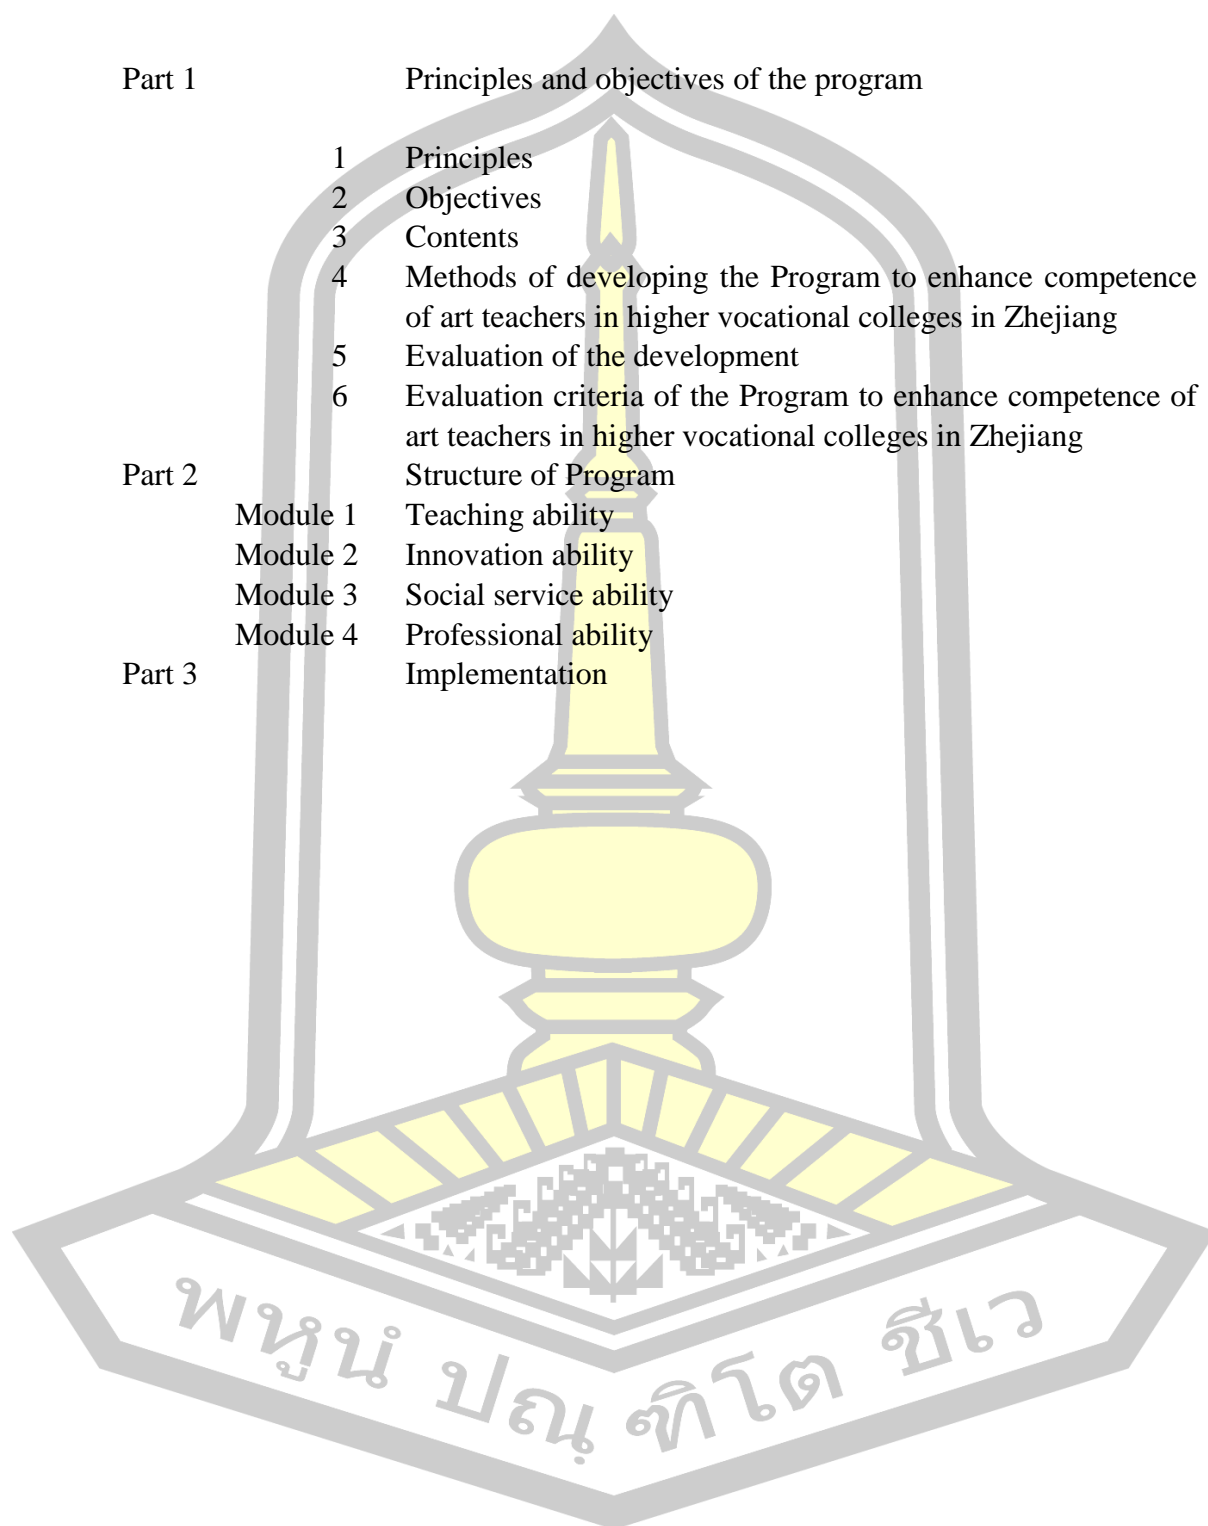 Part 1 Principles and objectives of the program
1 Principles
2 Objectives
3 Contents
4 Methods of developing the Program to enhance competence
of art teachers in higher vocational colleges in Zhejiang
5 Evaluation of the development
6 Evaluation criteria of the Program to enhance competence of
art teachers in higher vocational colleges in Zhejiang
Part 2 Structure of Program
Module 1 Teaching ability
Module 2 Innovation ability
Module 3 Social service ability
Module 4 Professional ability
Part 3 Implementation
พหูนํ ปณฺฑิโต ชีเว